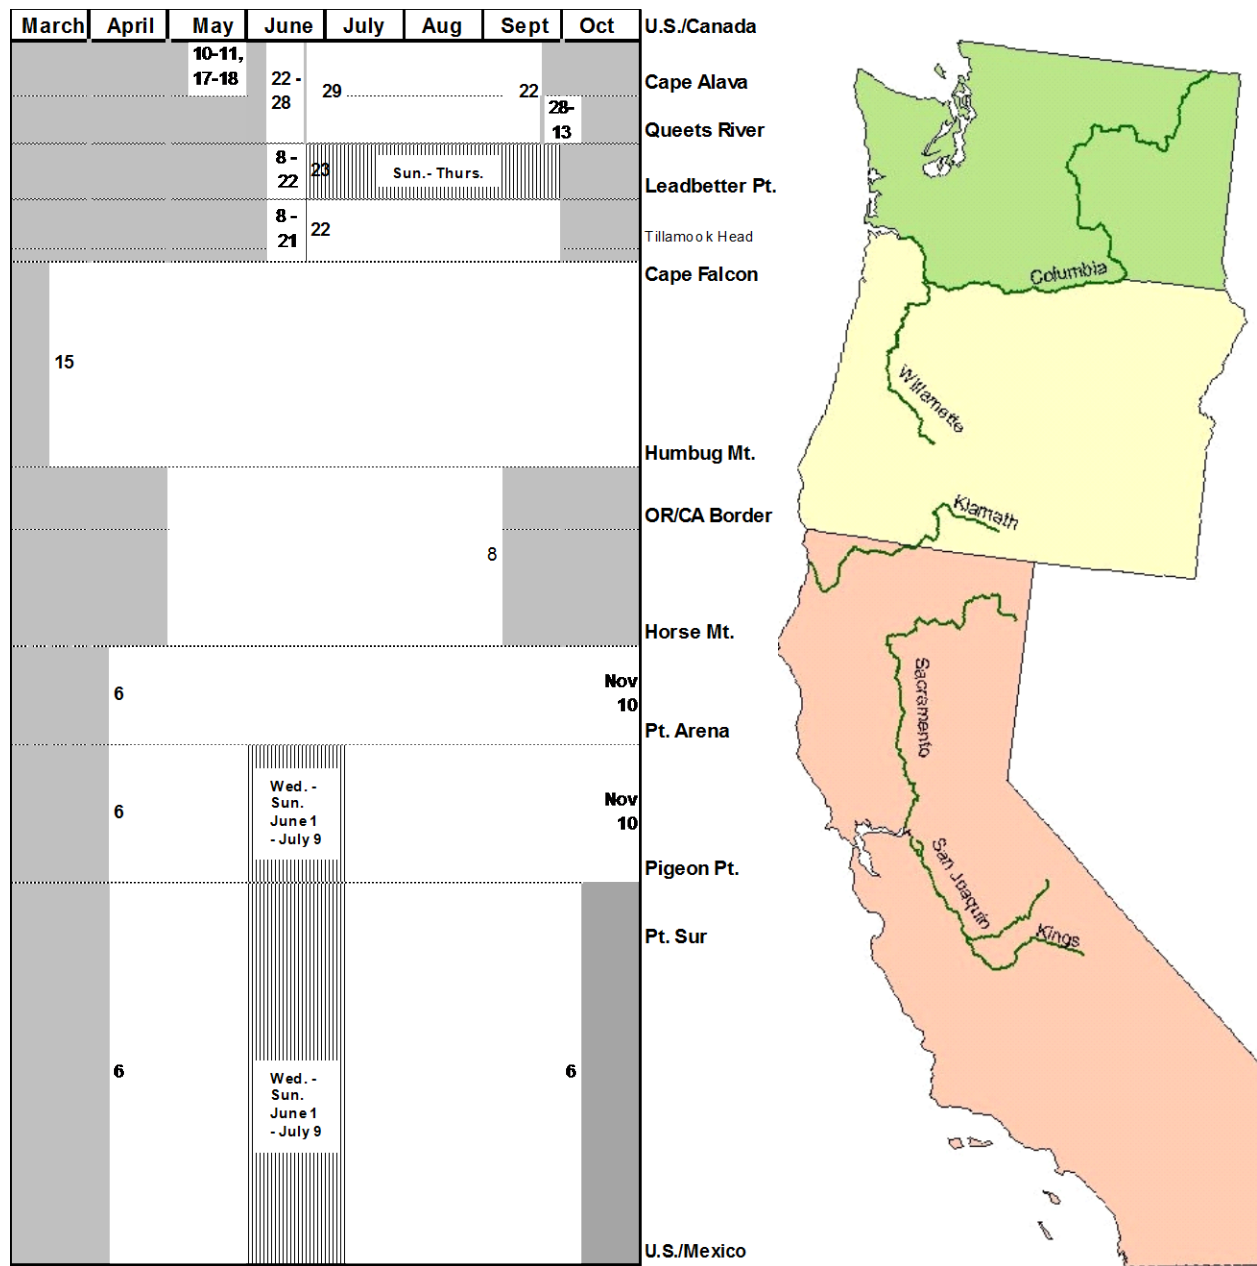 March April May June July Aug Sept Oct
U.S./Canada
10-11,
17-18
22 -
28
29
22
28-
13
Cape Alava
Queets River
8 -
22
23
Sun.- Thurs.
Leadbetter Pt.
8 -
21
22
Tillamook Head
Cape Falcon
15
Humbug Mt.
OR/CA Border
8
Horse Mt.
6
Nov
10
Pt. Arena
6
Wed. -
Sun.
June 1
- July 9
Nov
10
Pigeon Pt.
Pt. Sur
6
Wed. -
Sun.
June 1
- July 9
6
U.S./Mexico
Columbia
Willamette
Klamath
Sacramento
San Joaquin
Kings